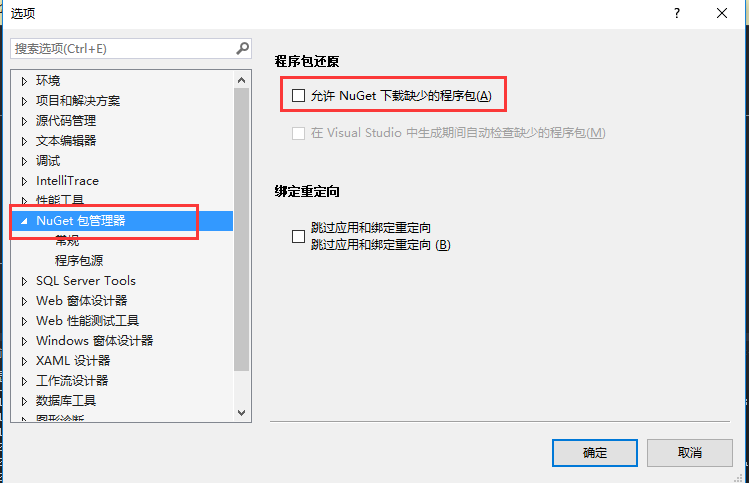 选项
搜索选项(Ctrl+E)
环境
项目和解决方案
源代码管理
文本编辑器
调试
IntelliTrace
性能工具
NuGet 包管理器
常规
程序包源
SQL Server Tools
Web 窗体设计器
Web 性能测试工具
Windows 窗体设计器
XAML 设计器
工作流设计器
数据库工具
图形诊断
程序包还原
允许 NuGet 下载缺少的程序包(A)
在 Visual Studio 中生成期间自动检查缺少的程序包(M)
绑定重定向
跳过应用和绑定重定向
跳过应用和绑定重定向 (B)
确定
取消